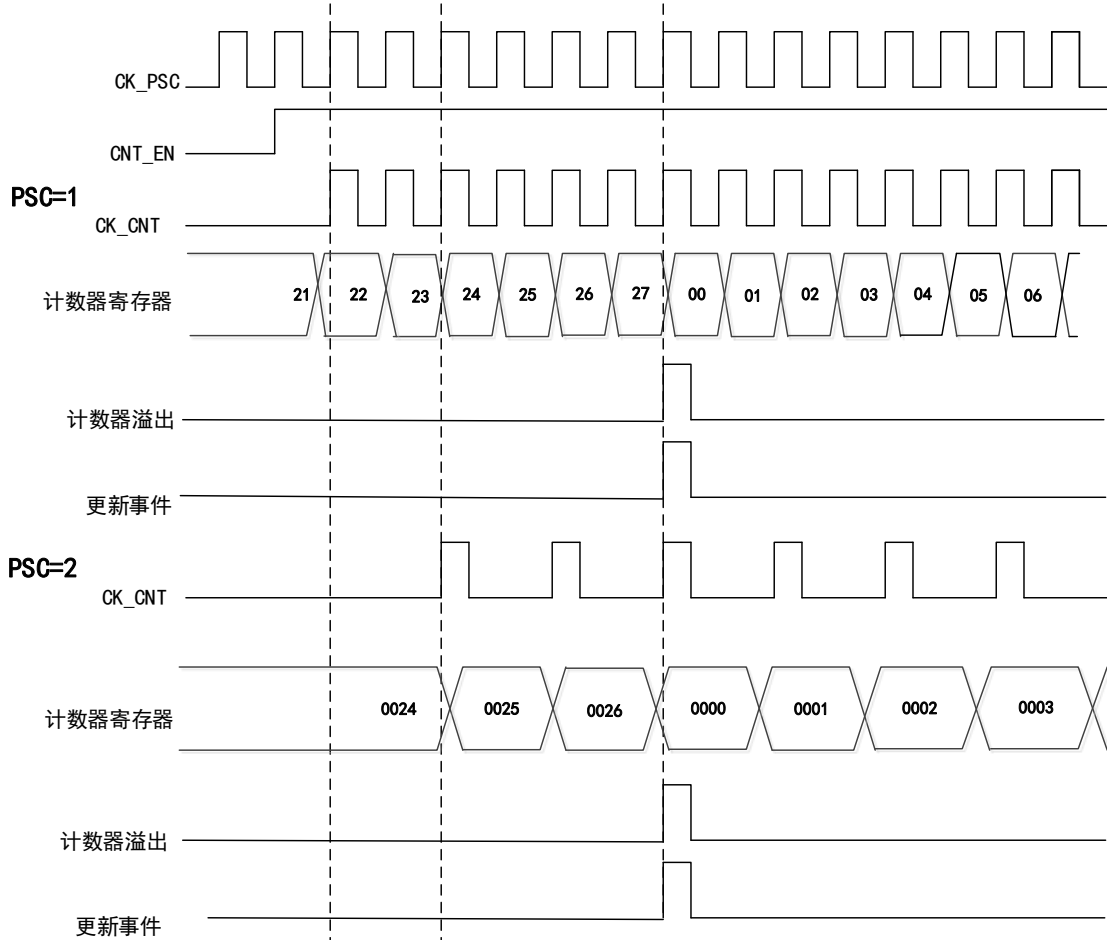 CK_PSC
CNT_EN
PSC=1
CK_CNT
计数器寄存器 21 22 23 24 25 26 27 00 01 02 03 04 05 06
计数器溢出
更新事件
PSC=2
CK_CNT
计数器寄存器 0024 0025 0026 0000 0001 0002 0003
计数器溢出
更新事件